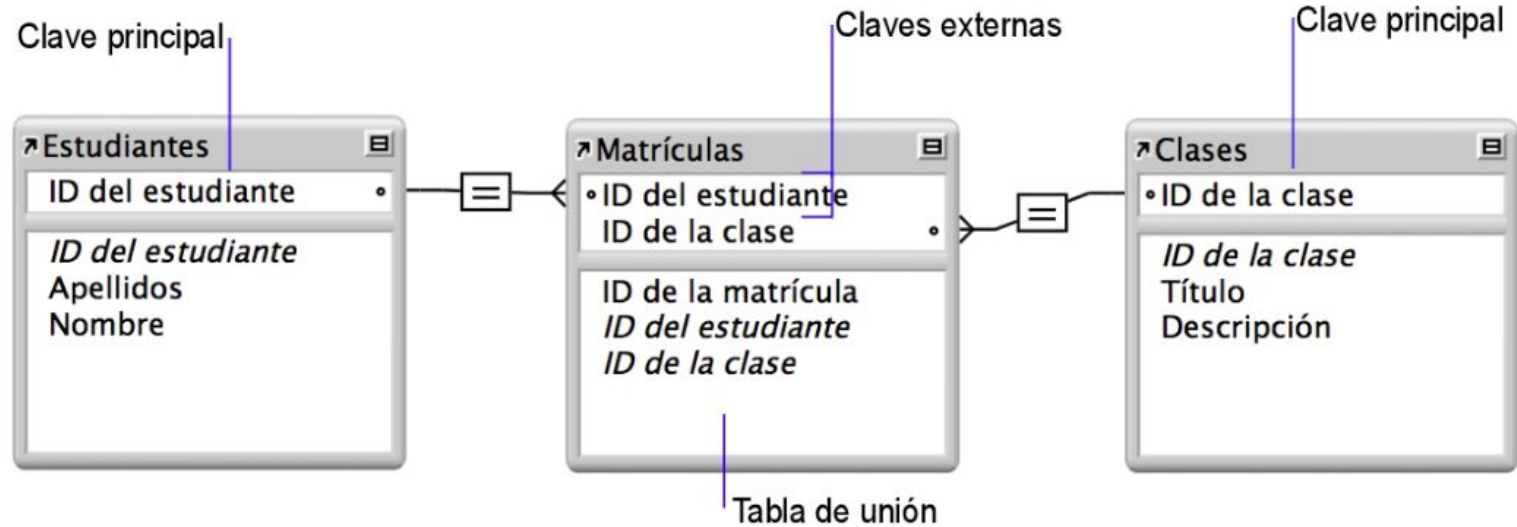 Clave principal
Claves externas
Clave principal
Estudiantes
ID del estudiante
ID del estudiante
Apellidos
Nombre
Matrículas
ID del estudiante
ID de la clase
ID de la matrícula
ID del estudiante
ID de la clase
Clases
ID de la clase
ID de la clase
Título
Descripción
Tabla de unión